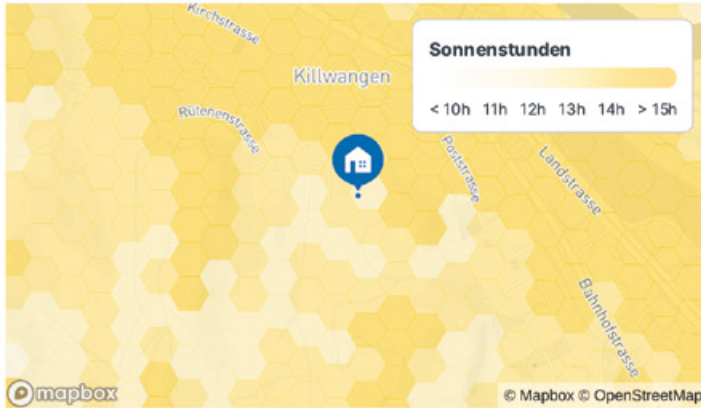 Kirchstrasse
Sonnenstunden
Killwangen
< 10h 11h 12h 13h 14h > 15h
Rütenenstrasse
Poststrasse
Landstrasse
Bahnhofstrasse
mapbox
© Mapbox © OpenStreetMap